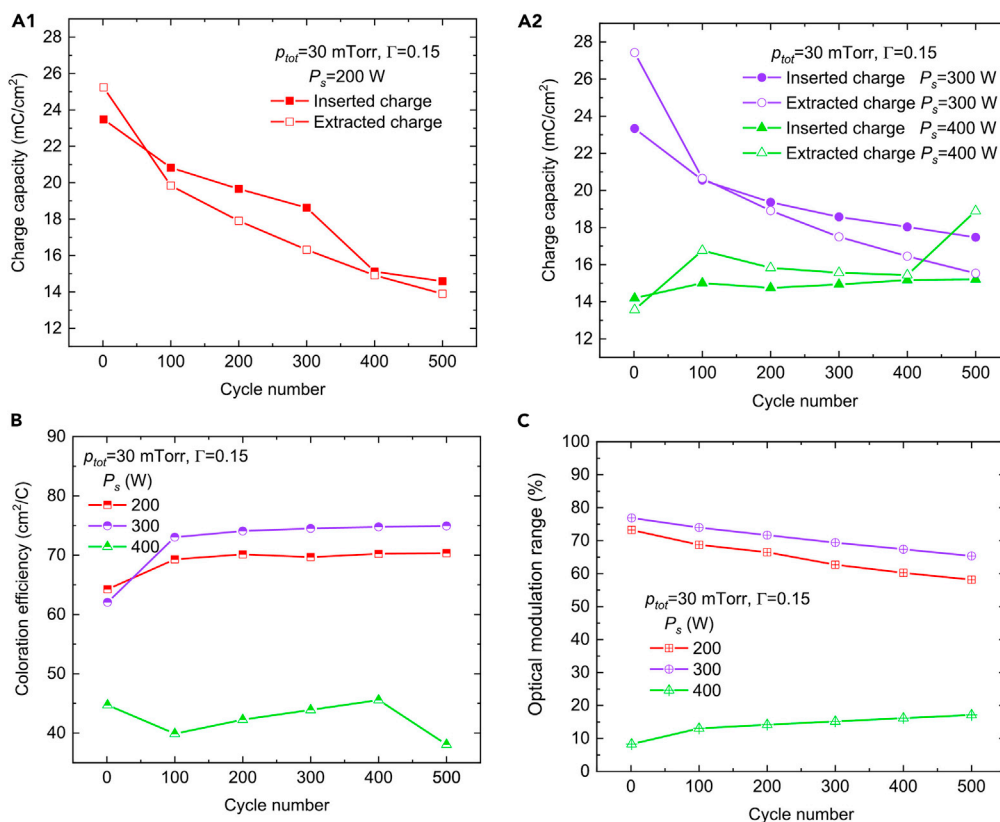 A1
p_tot=30 mTorr, Γ=0.15
P_s=200 W
Inserted charge
Extracted charge
Charge capacity (mC/cm²)
28
26
24
22
20
18
16
14
12
0 100 200 300 400 500
Cycle number
A2
p_tot=30 mTorr, Γ=0.15
Inserted charge P_s=300 W
Extracted charge P_s=300 W
Inserted charge P_s=400 W
Extracted charge P_s=400 W
Charge capacity (mC/cm²)
28
26
24
22
20
18
16
14
12
0 100 200 300 400 500
Cycle number
B
p_tot=30 mTorr, Γ=0.15
P_s (W)
200
300
400
Coloration efficiency (cm²/C)
90
80
70
60
50
40
0 100 200 300 400 500
Cycle number
C
p_tot=30 mTorr, Γ=0.15
P_s (W)
200
300
400
Optical modulation range (%)
100
90
80
70
60
50
40
30
20
10
0
0 100 200 300 400 500
Cycle number